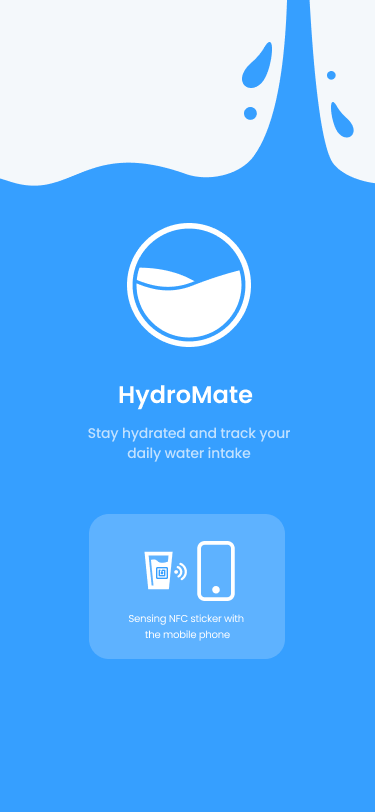 HydroMate
Stay hydrated and track your
daily water intake
Sensing NFC sticker with
the mobile phone